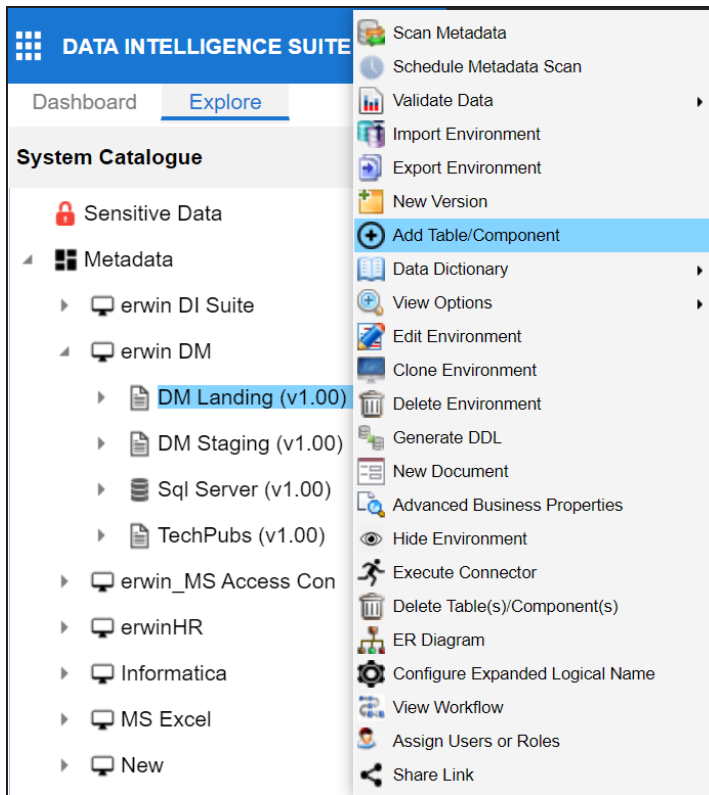 DATA INTELLIGENCE SUITE
Dashboard Explore
System Catalogue
Sensitive Data
Metadata
erwin DI Suite
erwin DM
DM Landing (v1.00)
DM Staging (v1.00)
Sql Server (v1.00)
TechPubs (v1.00)
erwin_MS Access Con
erwinHR
Informatica
MS Excel
New
Scan Metadata
Schedule Metadata Scan
Validate Data
Import Environment
Export Environment
New Version
Add Table/Component
Data Dictionary
View Options
Edit Environment
Clone Environment
Delete Environment
Generate DDL
New Document
Advanced Business Properties
Hide Environment
Execute Connector
Delete Table(s)/Component(s)
ER Diagram
Configure Expanded Logical Name
View Workflow
Assign Users or Roles
Share Link